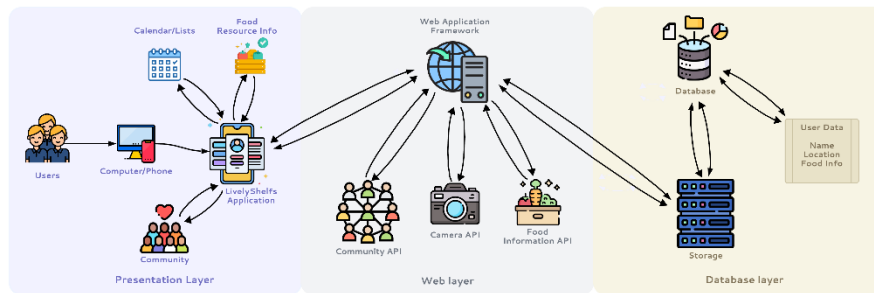 Calendar/Lists
Food
Resource Info
Users
Computer/Phone
LivelyShelfs
Application
Community
Presentation Layer
Web Application
Framework
Community API
Camera API
Food
Information API
Web layer
Database
User Data
Name
Location
Food Info
Storage
Database layer